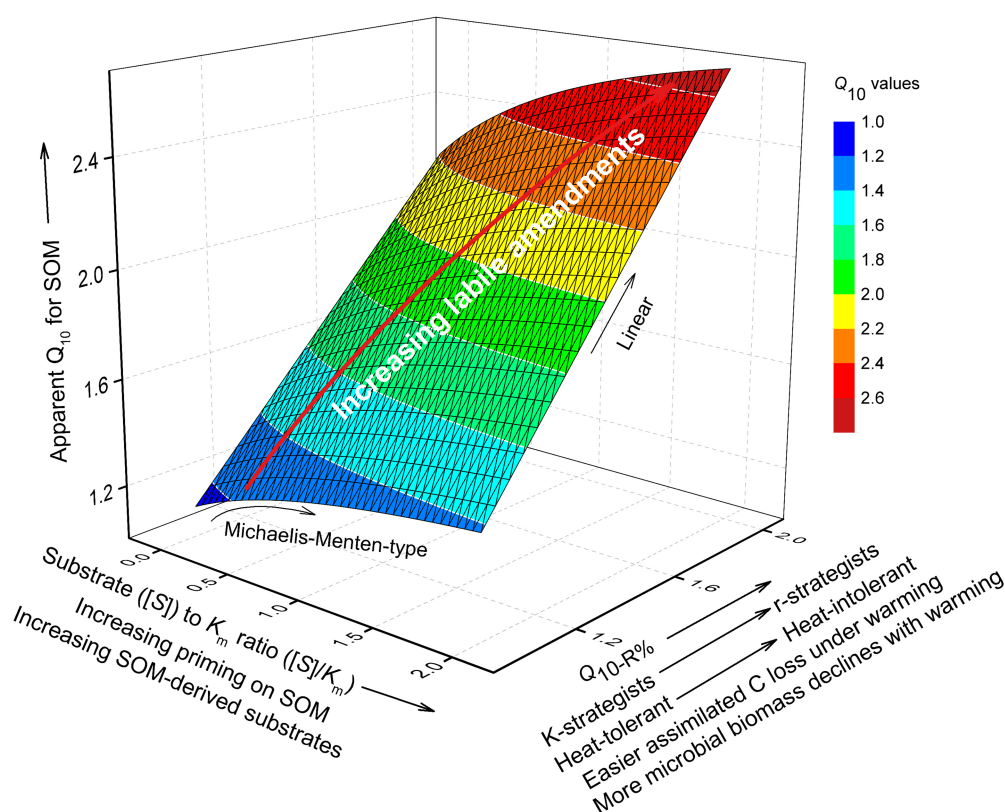 Q10 values
1.0
1.2
1.4
1.6
1.8
2.0
2.2
2.4
2.6
Apparent Q10 for SOM
2.4
2.0
1.6
1.2
Increasing labile amendments
Linear
Michaelis-Menten-type
0.0
0.5
1.0
1.5
2.0
Substrate ([S]) to Km ratio ([S]/Km)
Increasing priming on SOM
Increasing SOM-derived substrates
1.2
1.6
2.0
Q10-R%
K-strategists r-strategists
Heat-tolerant Heat-intolerant
Easier assimilated C loss under warming
More microbial biomass declines with warming